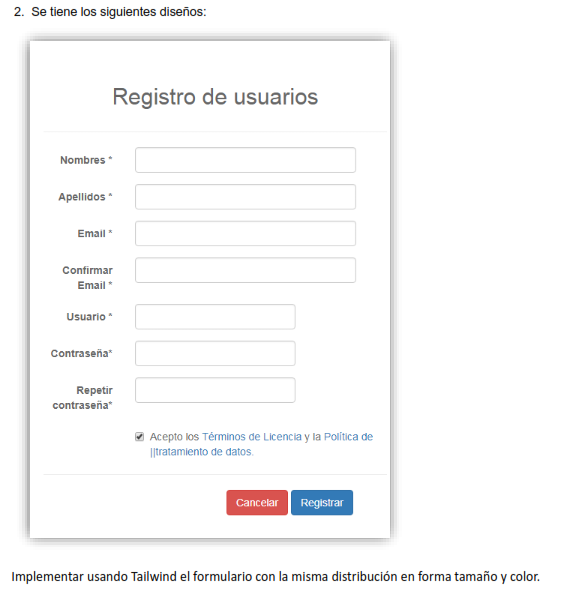 2. Se tiene los siguientes diseños:
Registro de usuarios
Nombres *
Apellidos *
Email *
Confirmar
Email *
Usuario *
Contraseña*
Repetir
contraseña*
Acepto los Términos de Licencia y la Política de
||tratamiento de datos.
Cancelar Registrar
Implementar usando Tailwind el formulario con la misma distribución en forma tamaño y color.